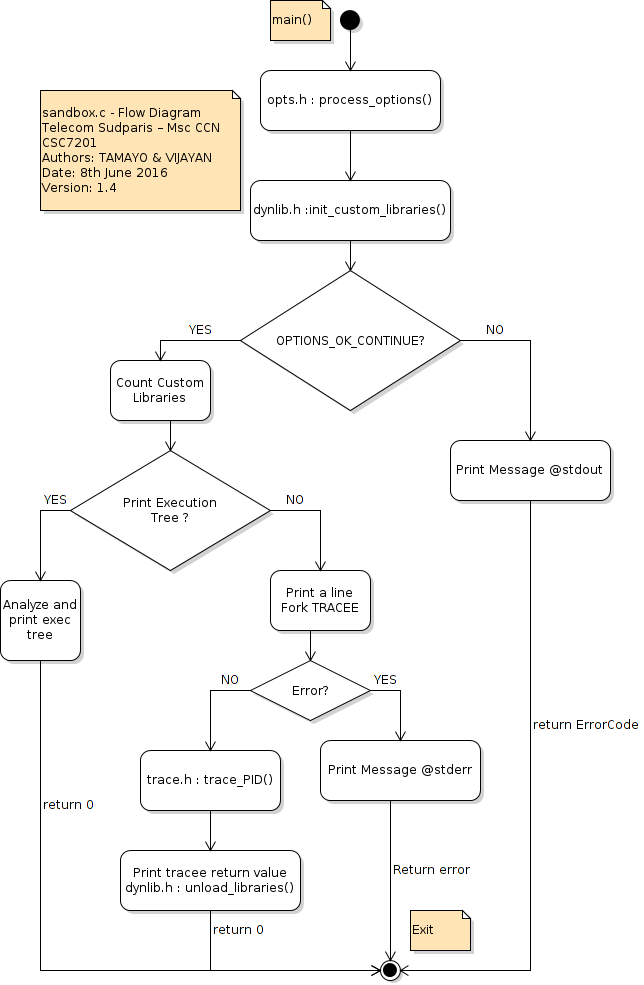 main()
opts.h : process_options()
sandbox.c - Flow Diagram
Telecom Sudparis – Msc CCN
CSC7201
Authors: TAMAYO & VIJAYAN
Date: 8th June 2016
Version: 1.4
dynlib.h :init_custom_libraries()
OPTIONS_OK_CONTINUE?
YES
NO
Count Custom
Libraries
Print Message @stdout
Print Execution
Tree ?
YES
NO
Analyze and
print exec
tree
Print a line
Fork TRACEE
Error?
NO
YES
trace.h : trace_PID()
Print Message @stderr
return ErrorCode
return 0
Print tracee return value
dynlib.h : unload_libraries()
Return error
return 0
Exit